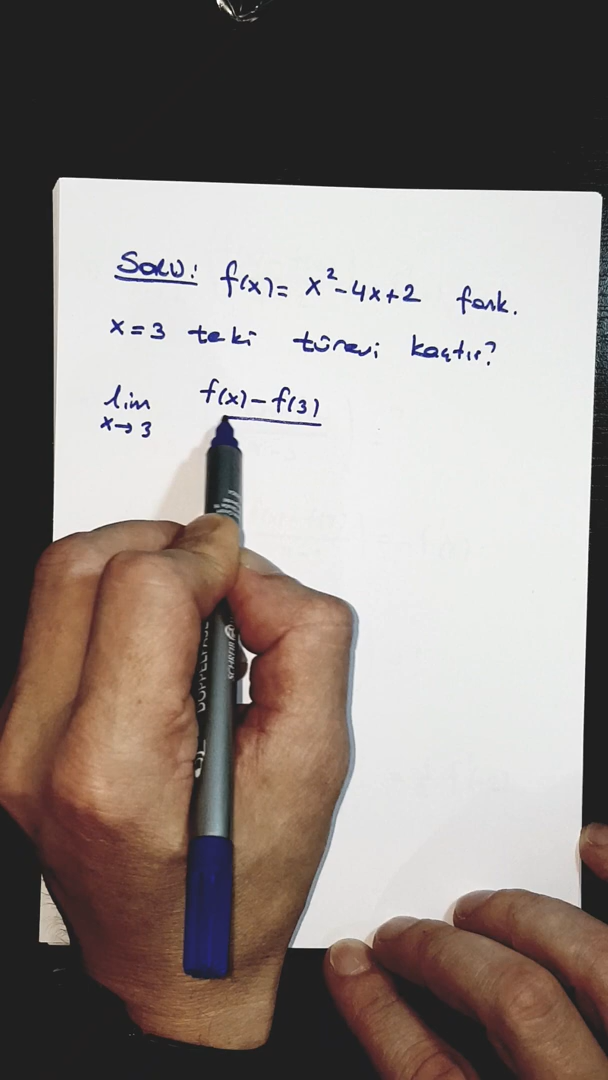 Soru: f(x)= x²-4x+2 fonk.
x=3 teki türevi kaçtır?
lim f(x)-f(3)
x→3